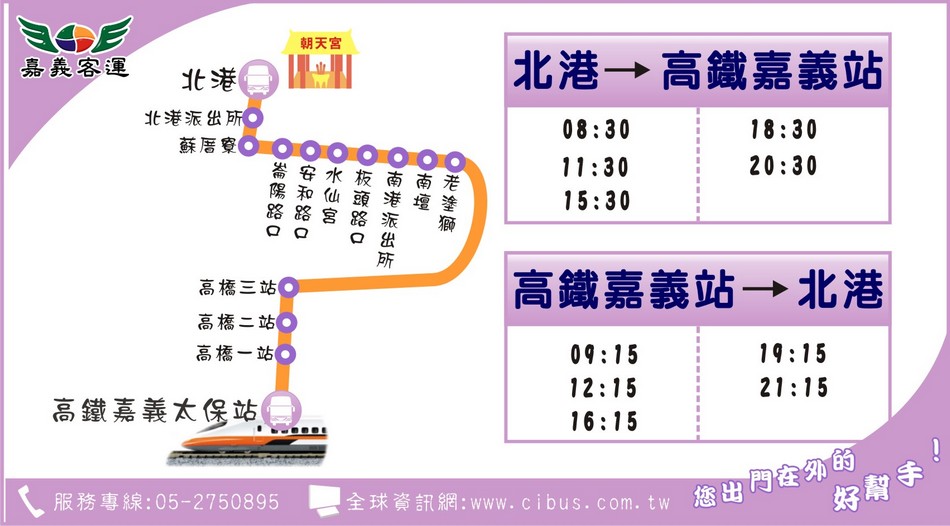 嘉義客運
朝天宮
北港
北港派出所
蘇厝寮
崙陽路口
安和路口
水仙宮
板頭路口
南港派出所
南壇
老塗獅
高橋三站
高橋二站
高橋一站
高鐵嘉義太保站
北港→高鐵嘉義站
08:30
11:30
15:30
18:30
20:30
高鐵嘉義站→北港
09:15
12:15
16:15
19:15
21:15
服務專線:05-2750895
全球資訊網:www.cibus.com.tw
您出門在外的
好幫手!